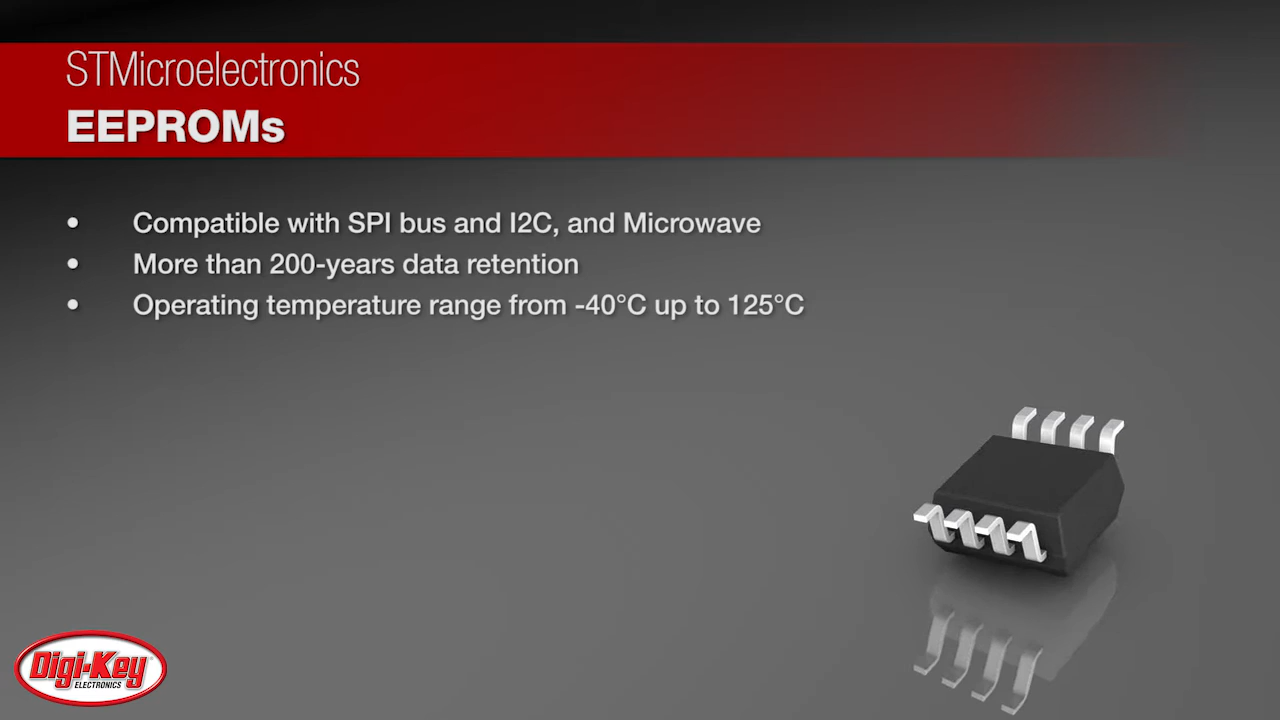 STMicroelectronics
EEPROMs
• Compatible with SPI bus and I2C, and Microwave
• More than 200-years data retention
• Operating temperature range from -40°C up to 125°C
Digi-Key
ELECTRONICS